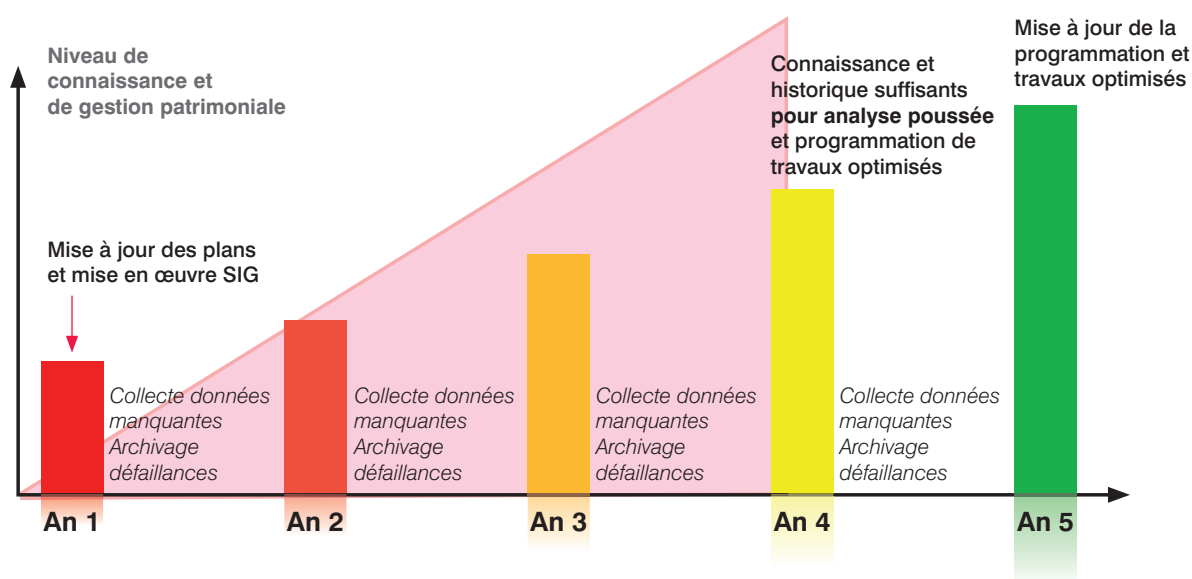 Niveau de
connaissance et
de gestion patrimoniale
Mise à jour des plans
et mise en œuvre SIG
Connaissance et
historique suffisants
pour analyse poussée
et programmation de
travaux optimisés
Mise à jour de la
programmation et
travaux optimisés
Collecte données
manquantes
Archivage
défaillances
Collecte données
manquantes
Archivage
défaillances
Collecte données
manquantes
Archivage
défaillances
Collecte données
manquantes
Archivage
défaillances
An 1
An 2
An 3
An 4
An 5